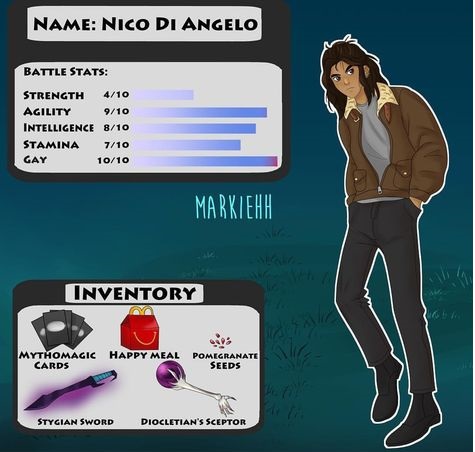 Name: Nico Di Angelo
Battle Stats:
Strength 4/10
Agility 9/10
Intelligence 8/10
Stamina 7/10
Gay 10/10
MARKIEHH
Inventory
Mythomagic Cards
Happy meal
Pomegranate Seeds
Stygian Sword
Diocletian's Sceptor